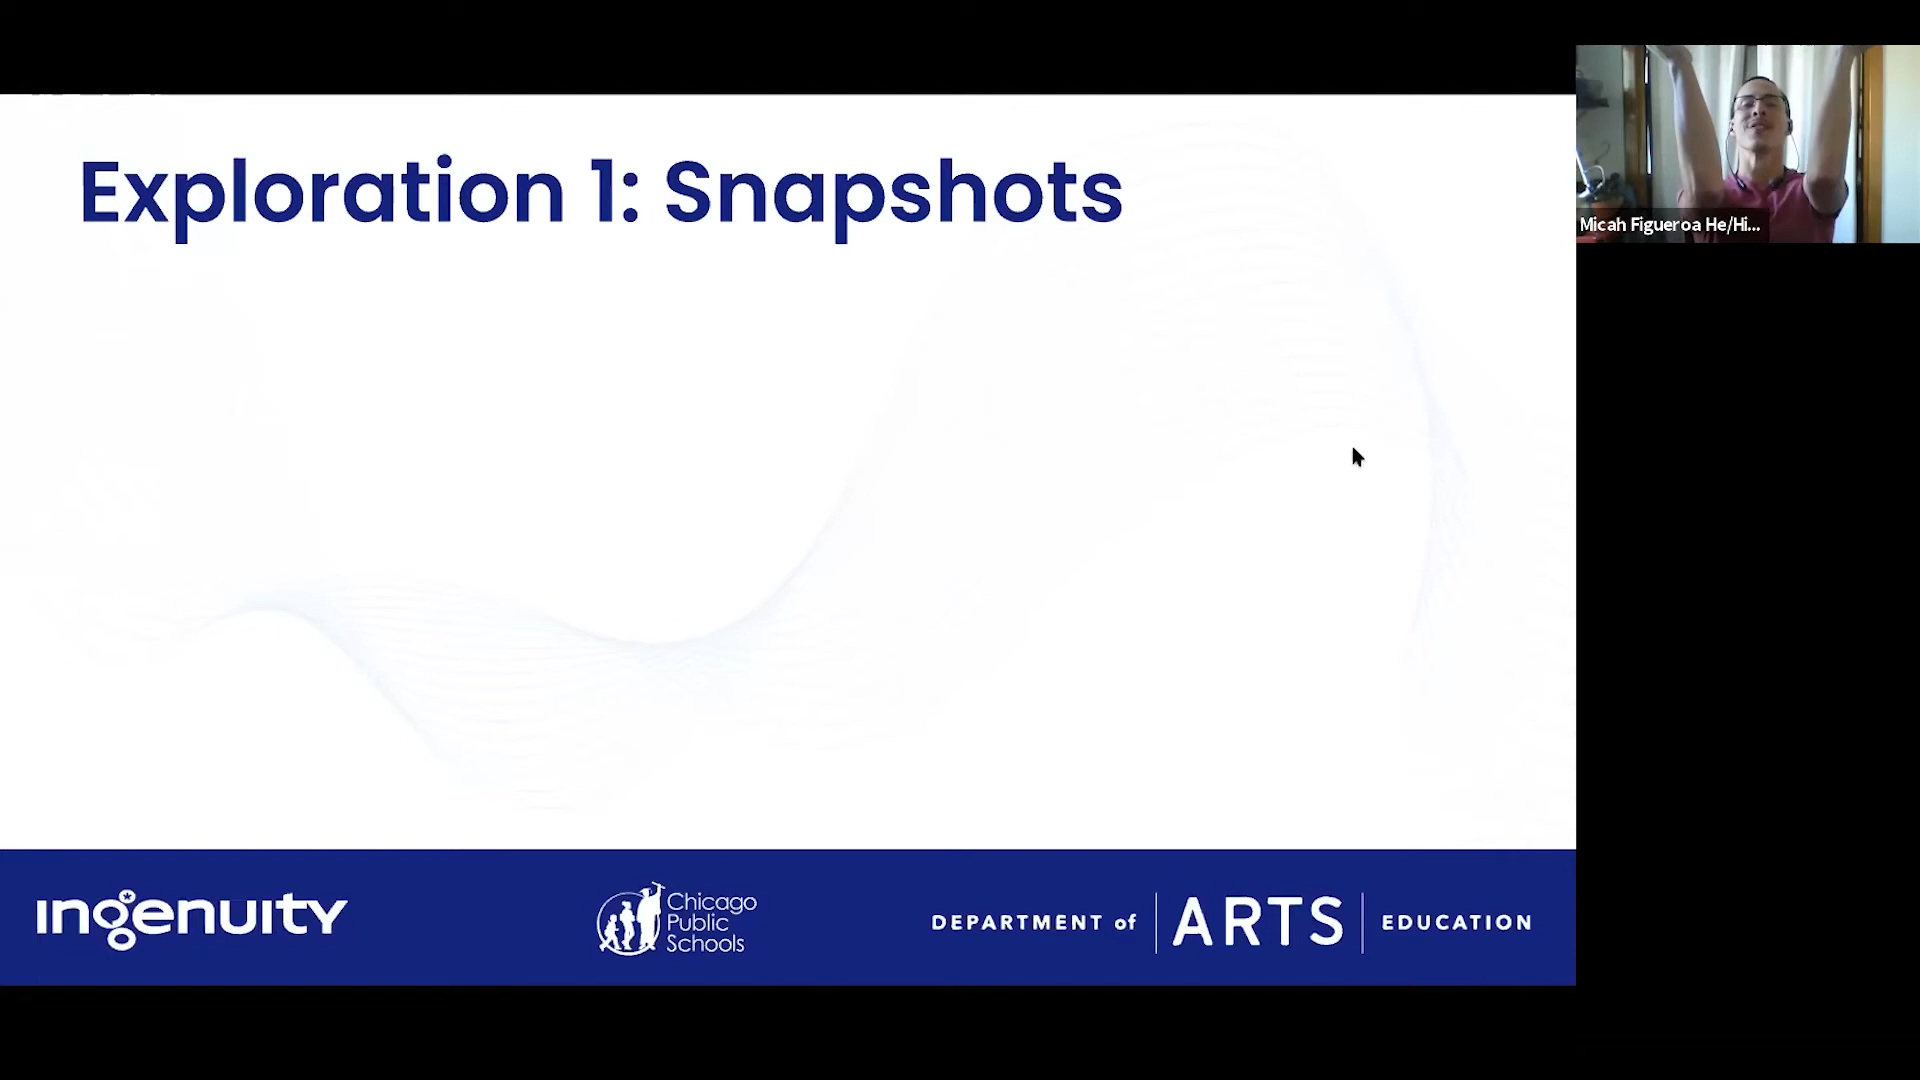 Exploration 1: Snapshots
Micah Figueroa He/Hi...
ingenuity
Chicago
Public
Schools
DEPARTMENT of ARTS EDUCATION